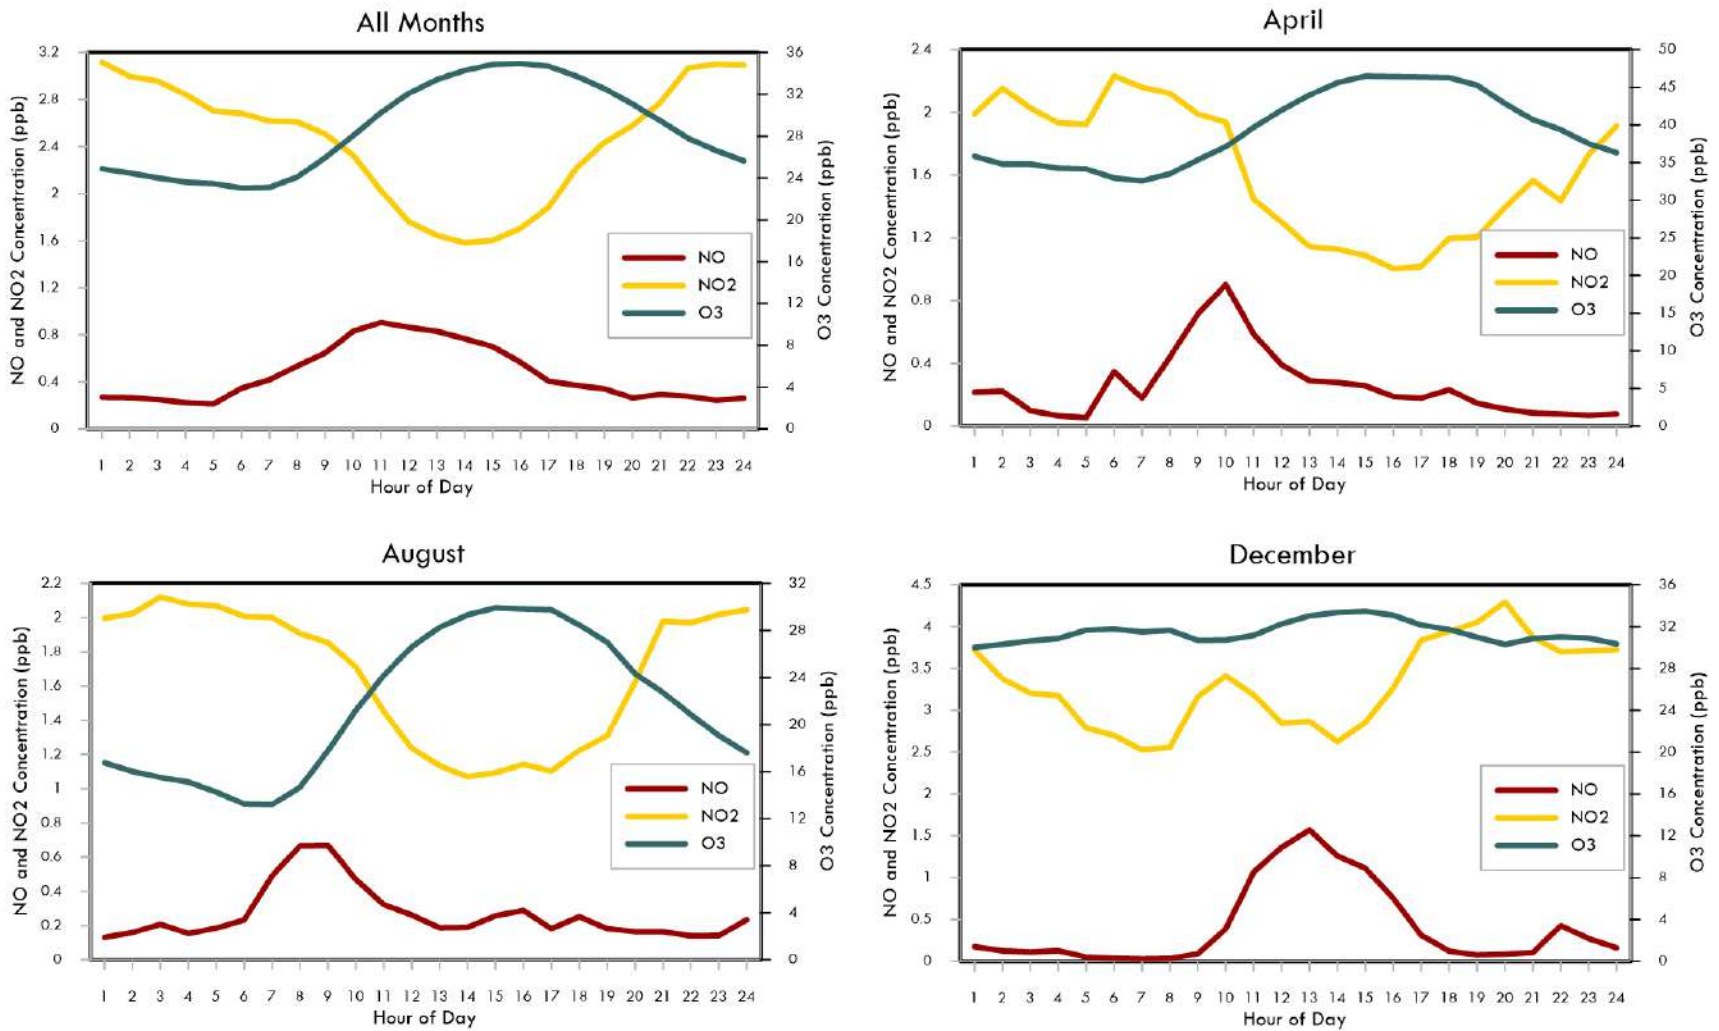 All Months
NO and NO2 Concentration (ppb)
3.2
2.8
2.4
2
1.6
1.2
0.8
0.4
0
36
32
28
24
20
16
12
8
4
0
O3 Concentration (ppb)
NO
NO2
O3
1 2 3 4 5 6 7 8 9 10 11 12 13 14 15 16 17 18 19 20 21 22 23 24
Hour of Day
April
NO and NO2 Concentration (ppb)
2.4
2
1.6
1.2
0.8
0.4
0
50
45
40
35
30
25
20
15
10
5
0
O3 Concentration (ppb)
NO
NO2
O3
1 2 3 4 5 6 7 8 9 10 11 12 13 14 15 16 17 18 19 20 21 22 23 24
Hour of Day
August
NO and NO2 Concentration (ppb)
2.2
2
1.8
1.6
1.4
1.2
1
0.8
0.6
0.4
0.2
0
32
28
24
20
16
12
8
4
0
O3 Concentration (ppb)
NO
NO2
O3
1 2 3 4 5 6 7 8 9 10 11 12 13 14 15 16 17 18 19 20 21 22 23 24
Hour of Day
December
NO and NO2 Concentration (ppb)
4.5
4
3.5
3
2.5
2
1.5
1
0.5
0
36
32
28
24
20
16
12
8
4
0
O3 Concentration (ppb)
NO
NO2
O3
1 2 3 4 5 6 7 8 9 10 11 12 13 14 15 16 17 18 19 20 21 22 23 24
Hour of Day